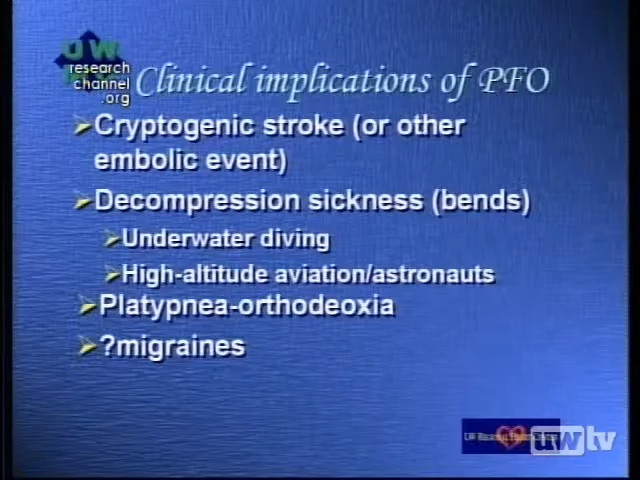 UW
research
channel
.org
Clinical implications of PFO
Cryptogenic stroke (or other
embolic event)
Decompression sickness (bends)
Underwater diving
High-altitude aviation/astronauts
Platypnea-orthodeoxia
?migraines
UW
uwtv